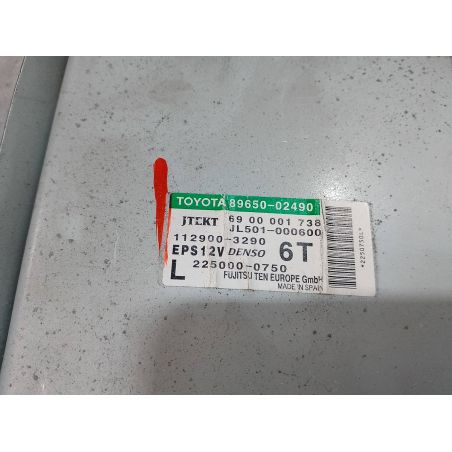 TOYOTA 89650-02490
JTEKT 69 00 001 738
JL501-000600
112900-3290
EPS12V DENSO 6T
L 225000-0750
FUJITSU TEN EUROPE GmbH
MADE IN SPAIN
*2250750L*